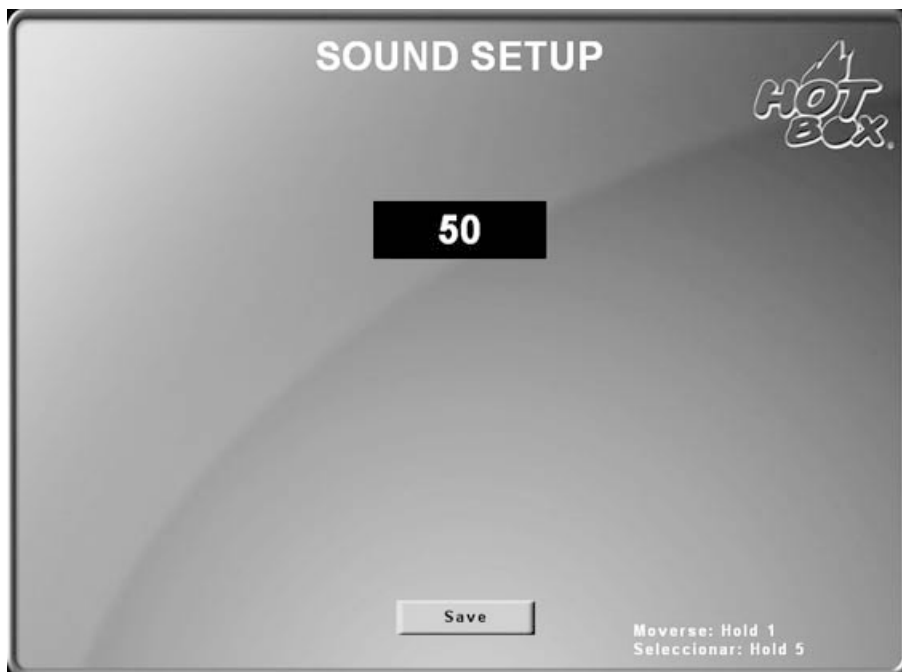 SOUND SETUP
HOT
BOX®
50
Save
Moverse: Hold 1
Seleccionar: Hold 5